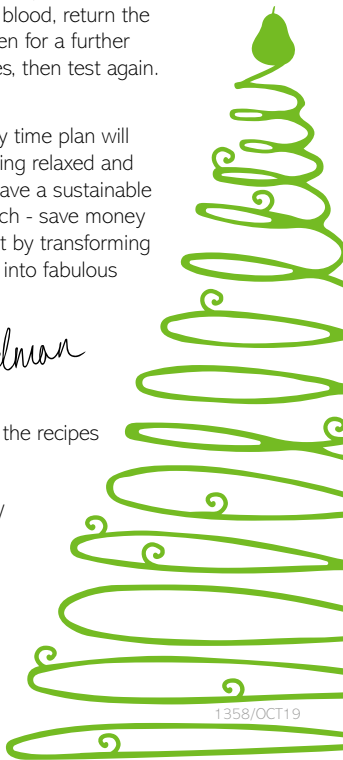 blood, return the
en for a further
es, then test again.
y time plan will
ing relaxed and
ave a sustainable
ch - save money
t by transforming
into fabulous
lman
the recipes
1358/OCT19